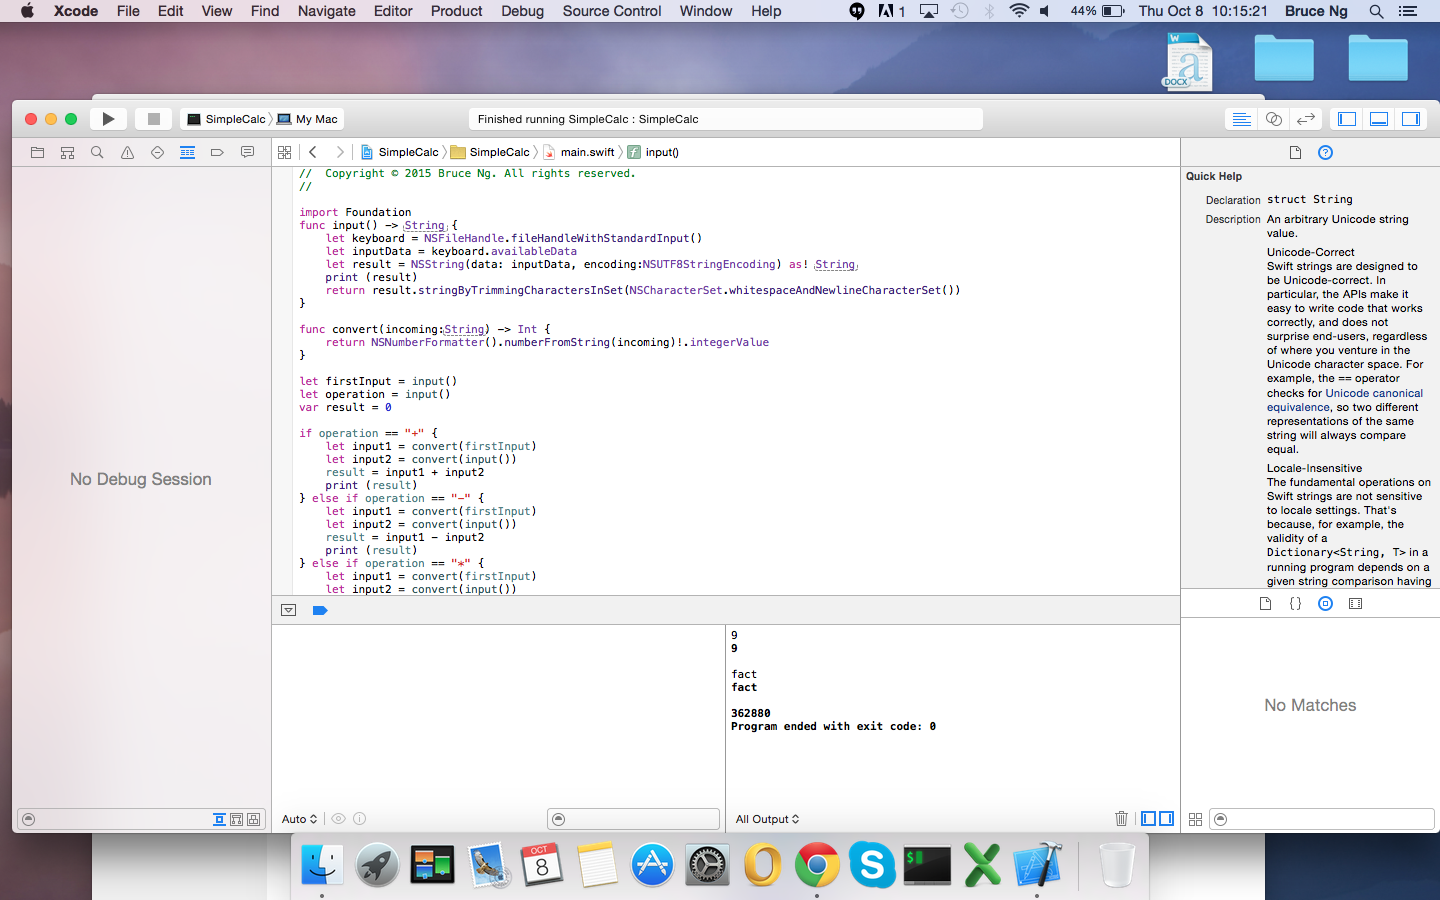 Xcode File Edit View Find Navigate Editor Product Debug Source Control Window Help 1 44% Thu Oct 8 10:15:21 Bruce Ng
W
a
DOCX
SimpleCalc My Mac
Finished running SimpleCalc : SimpleCalc
SimpleCalc SimpleCalc main.swift f input()
// Copyright © 2015 Bruce Ng. All rights reserved.
//
import Foundation
func input() -> String {
let keyboard = NSFileHandle.fileHandleWithStandardInput()
let inputData = keyboard.availableData
let result = NSString(data: inputData, encoding:NSUTF8StringEncoding) as! String
print (result)
return result.stringByTrimmingCharactersInSet(NSCharacterSet.whitespaceAndNewlineCharacterSet())
}
func convert(incoming:String) -> Int {
return NSNumberFormatter().numberFromString(incoming)!.integerValue
}
let firstInput = input()
let operation = input()
var result = 0
if operation == "+" {
let input1 = convert(firstInput)
let input2 = convert(input())
result = input1 + input2
print (result)
} else if operation == "-" {
let input1 = convert(firstInput)
let input2 = convert(input())
result = input1 - input2
print (result)
} else if operation == "*" {
let input1 = convert(firstInput)
let input2 = convert(input())
No Debug Session
Quick Help
Declaration struct String
Description An arbitrary Unicode string
value.
Unicode-Correct
Swift strings are designed to
be Unicode-correct. In
particular, the APIs make it
easy to write code that works
correctly, and does not
surprise end-users, regardless
of where you venture in the
Unicode character space. For
example, the == operator
checks for Unicode canonical
equivalence, so two different
representations of the same
string will always compare
equal.
Locale-Insensitive
The fundamental operations on
Swift strings are not sensitive
to locale settings. That's
because, for example, the
validity of a
Dictionary<String, T> in a
running program depends on a
given string comparison having
{}
9
9
fact
fact
362880
Program ended with exit code: 0
No Matches
Auto
All Output
OCT
8
S
$
X